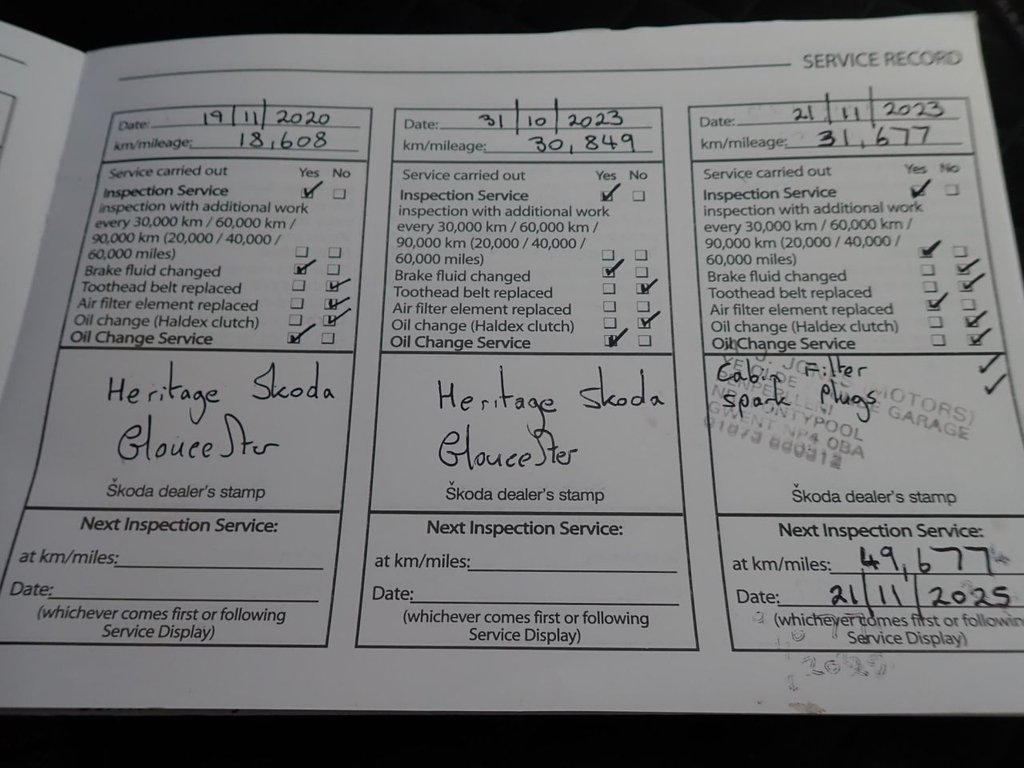 SERVICE RECORD
Date: 19/11/2020
km/mileage: 18,608
Service carried out Yes No
Inspection Service
inspection with additional work
every 30,000 km / 60,000 km /
90,000 km (20,000 / 40,000 /
60,000 miles)
Brake fluid changed
Toothead belt replaced
Air filter element replaced
Oil change (Haldex clutch)
Oil Change Service
Heritage Skoda
Gloucester
Škoda dealer's stamp
Next Inspection Service:
at km/miles:
Date:
(whichever comes first or following
Service Display)
Date: 31/10/2023
km/mileage: 30,849
Service carried out Yes No
Inspection Service
inspection with additional work
every 30,000 km / 60,000 km /
90,000 km (20,000 / 40,000 /
60,000 miles)
Brake fluid changed
Toothead belt replaced
Air filter element replaced
Oil change (Haldex clutch)
Oil Change Service
Heritage Skoda
Gloucester
Škoda dealer's stamp
Next Inspection Service:
at km/miles:
Date:
(whichever comes first or following
Service Display)
Date: 21/11/2023
km/mileage: 31,677
Service carried out Yes No
Inspection Service
inspection with additional work
every 30,000 km / 60,000 km /
90,000 km (20,000 / 40,000 /
60,000 miles)
Brake fluid changed
Toothead belt replaced
Air filter element replaced
Oil change (Haldex clutch)
Oil Change Service
Cabin Filter
Spark Plugs
MOTORS)
GARAGE
PONTYPOOL
GWENT NP4 0BA
Škoda dealer's stamp
Next Inspection Service:
at km/miles: 49,677
Date: 21/11/2025
(whichever comes first or followin
Service Display)